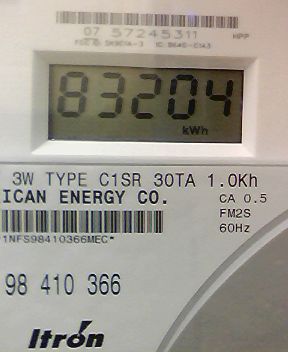 07 57245311 HPP
83204
kWh
3W TYPE C1SR 30TA 1.0Kh
ICAN ENERGY CO. CA 0.5
FM2S
60Hz
1NFS98410366MEC*
98 410 366
Itron